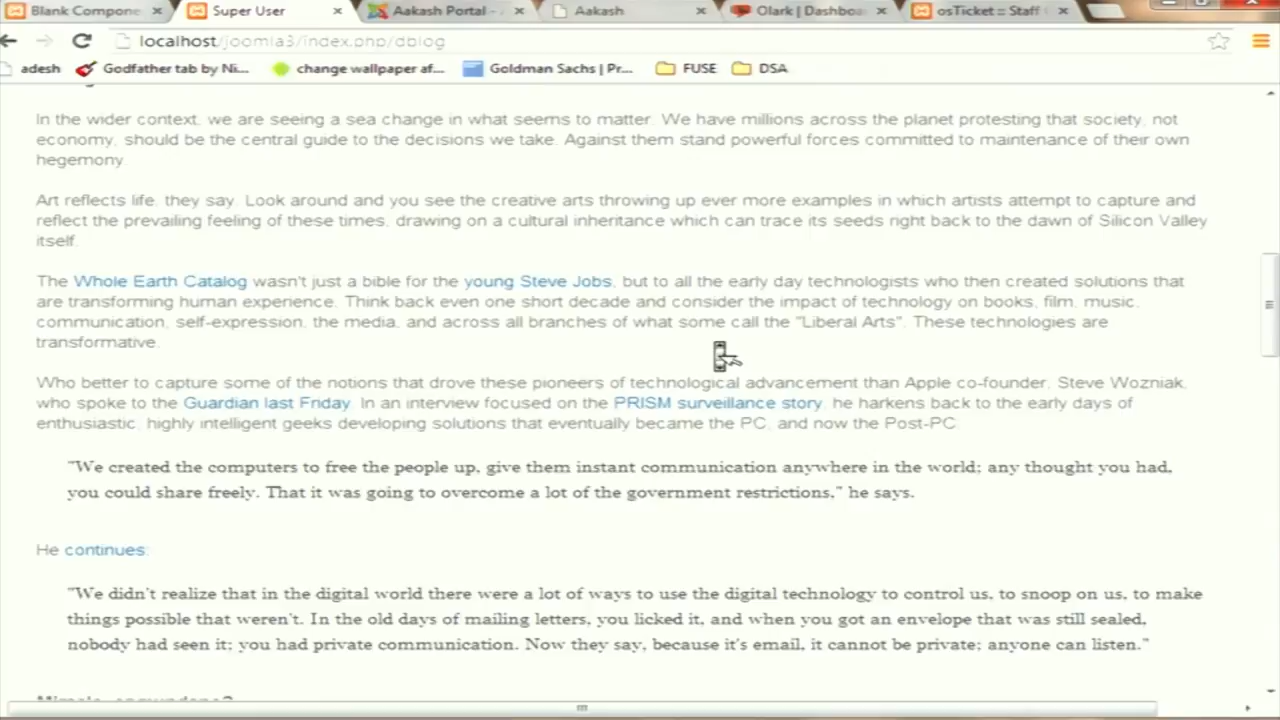 Blank Compone
Super User
Aakash Portal -
Aakash
Olark | Dashboa
osTicket :: Staff
localhost/joomla3/index.php/dblog
adesh
Godfather tab by Ni...
change wallpaper af...
Goldman Sachs | Pr...
FUSE
DSA
In the wider context, we are seeing a sea change in what seems to matter. We have millions across the planet protesting that society, not
economy, should be the central guide to the decisions we take. Against them stand powerful forces committed to maintenance of their own
hegemony.
Art reflects life, they say. Look around and you see the creative arts throwing up ever more examples in which artists attempt to capture and
reflect the prevailing feeling of these times, drawing on a cultural inheritance which can trace its seeds right back to the dawn of Silicon Valley
itself.
The Whole Earth Catalog wasn't just a bible for the young Steve Jobs, but to all the early day technologists who then created solutions that
are transforming human experience. Think back even one short decade and consider the impact of technology on books, film, music,
communication, self-expression, the media, and across all branches of what some call the "Liberal Arts". These technologies are
transformative.
Who better to capture some of the notions that drove these pioneers of technological advancement than Apple co-founder, Steve Wozniak,
who spoke to the Guardian last Friday. In an interview focused on the PRISM surveillance story, he harkens back to the early days of
enthusiastic, highly intelligent geeks developing solutions that eventually became the PC, and now the Post-PC.
"We created the computers to free the people up, give them instant communication anywhere in the world; any thought you had,
you could share freely. That it was going to overcome a lot of the government restrictions," he says.
He continues:
"We didn't realize that in the digital world there were a lot of ways to use the digital technology to control us, to snoop on us, to make
things possible that weren't. In the old days of mailing letters, you licked it, and when you got an envelope that was still sealed,
nobody had seen it; you had private communication. Now they say, because it's email, it cannot be private; anyone can listen."